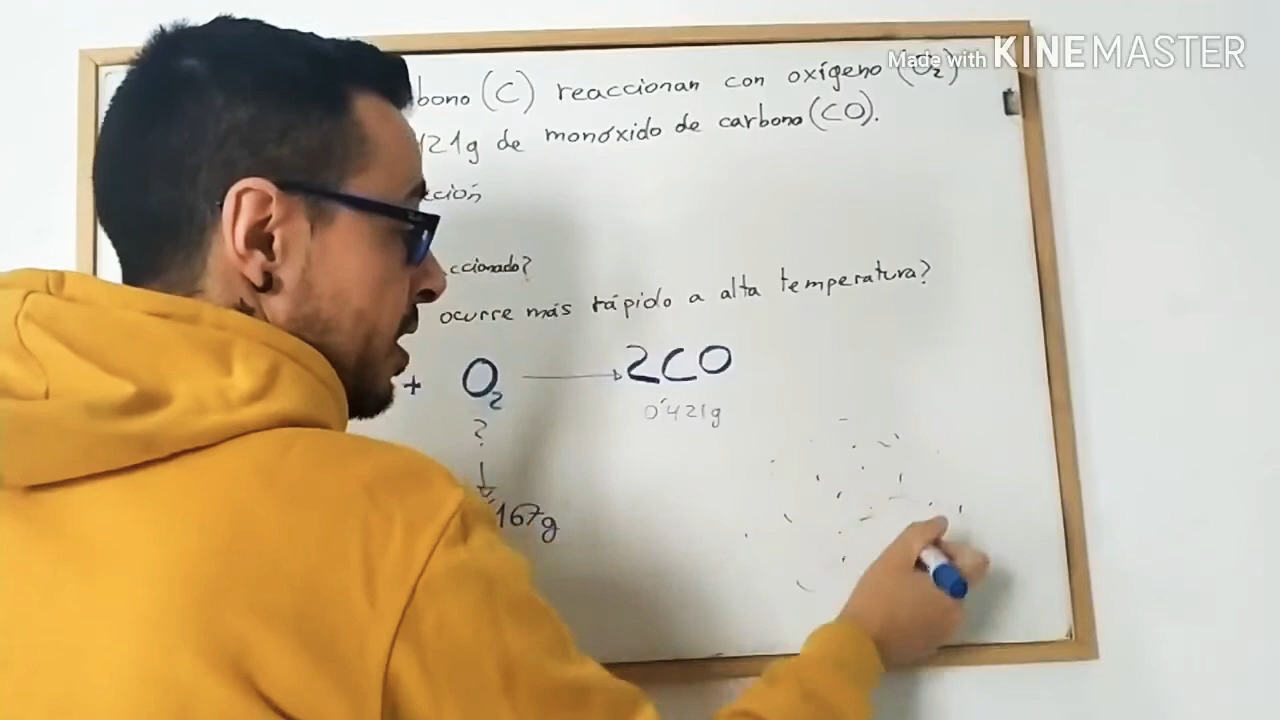 Made with KINEMASTER
bono (C) reaccionan con oxígeno (O₂)
421g de monóxido de carbono (CO).
cción
ccionado?
ocurre más rápido a alta temperatura?
+ O₂ → 2CO
? 0'421g
167g